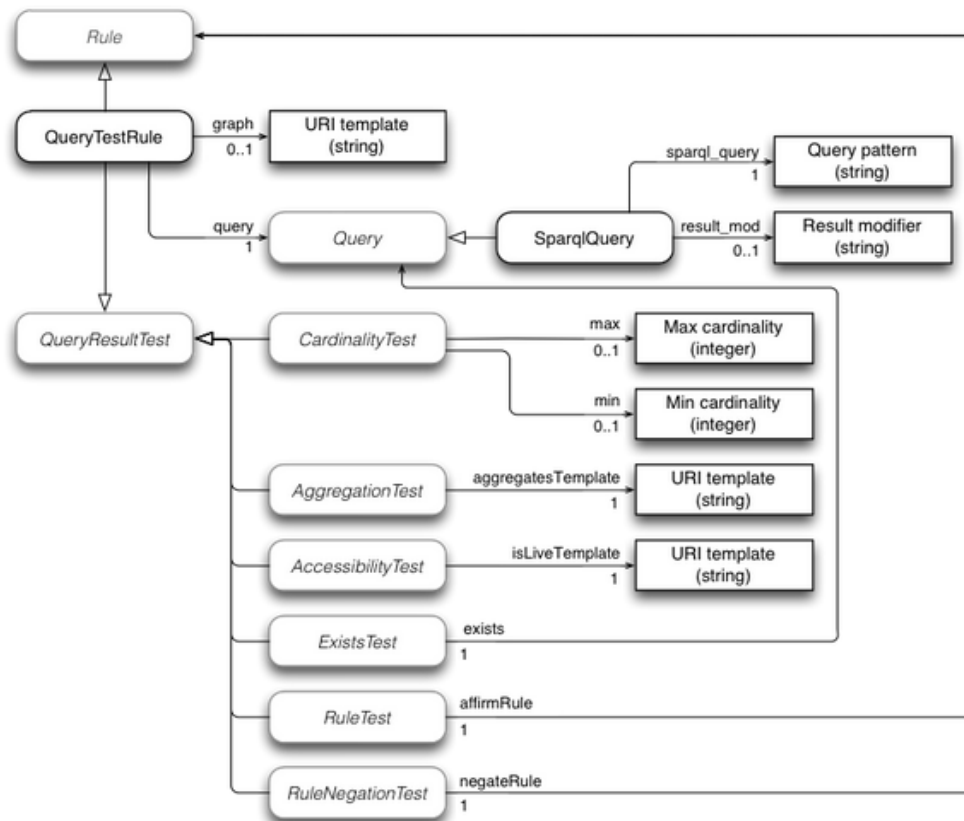 Rule
QueryTestRule
graph
0..1
URI template
(string)
sparql_query
1
Query pattern
(string)
query
1
Query
SparqlQuery
result_mod
0..1
Result modifier
(string)
QueryResultTest
CardinalityTest
max
0..1
Max cardinality
(integer)
min
0..1
Min cardinality
(integer)
AggregationTest
aggregatesTemplate
1
URI template
(string)
AccessibilityTest
isLiveTemplate
1
URI template
(string)
ExistsTest
exists
1
RuleTest
affirmRule
1
RuleNegationTest
negateRule
1